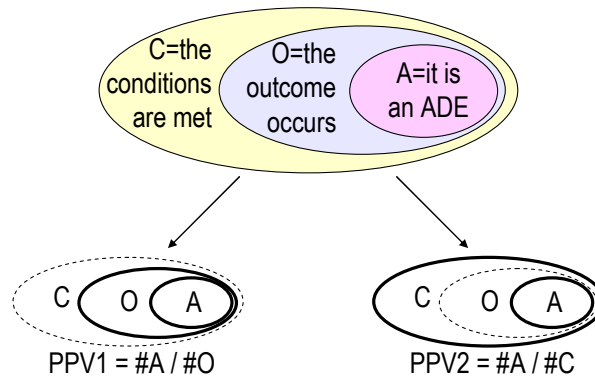 C=the
conditions
are met
O=the
outcome
occurs
A=it is
an ADE
C O A
PPV1 = #A / #O
C O A
PPV2 = #A / #C